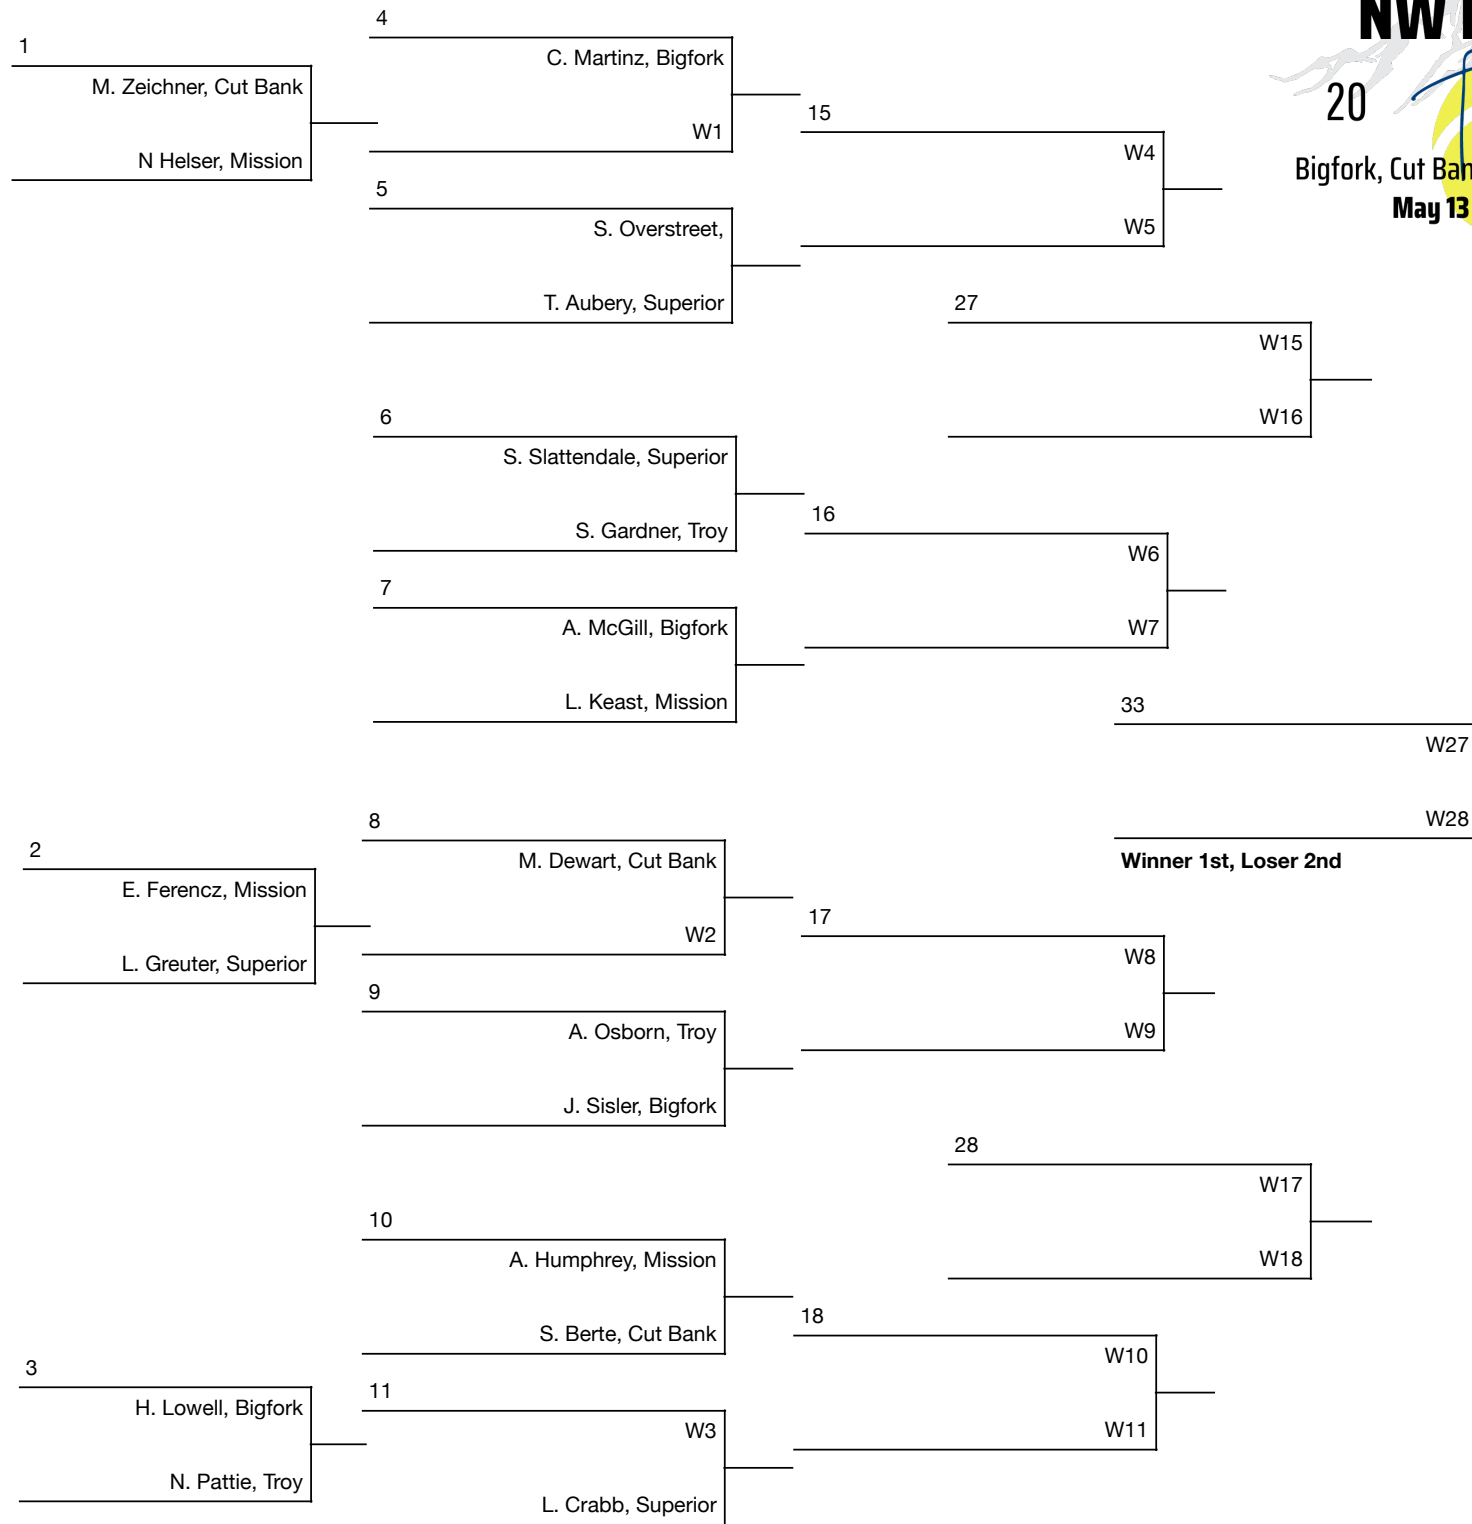 4
1
C. Martinz, Bigfork
M. Zeichner, Cut Bank
W1
N Helser, Mission
15
W4
5
S. Overstreet,
W5
T. Aubery, Superior
27
W15
6
W16
S. Slattendale, Superior
S. Gardner, Troy
16
W6
7
A. McGill, Bigfork
W7
L. Keast, Mission
33
W27
8
W28
2
M. Dewart, Cut Bank
Winner 1st, Loser 2nd
E. Ferencz, Mission
17
W2
W8
L. Greuter, Superior
9
A. Osborn, Troy
W9
J. Sisler, Bigfork
28
W17
10
A. Humphrey, Mission
W18
18
S. Berte, Cut Bank
W10
3
11
H. Lowell, Bigfork
W3
W11
N. Pattie, Troy
L. Crabb, Superior
NW
20
Bigfork, Cut Ban
May 13